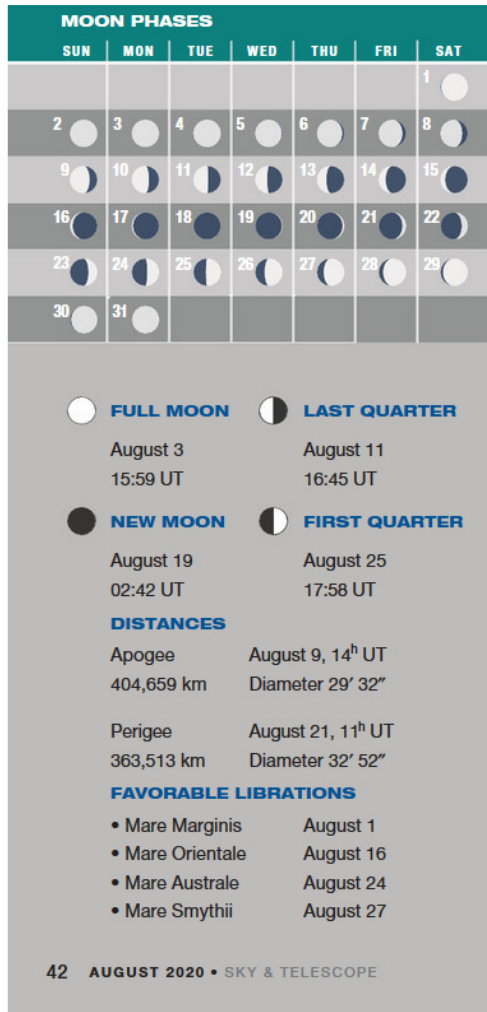 MOON PHASES
SUN MON TUE WED THU FRI SAT
1
2 3 4 5 6 7 8
9 10 11 12 13 14 15
16 17 18 19 20 21 22
23 24 25 26 27 28 29
30 31
FULL MOON
August 3
15:59 UT
LAST QUARTER
August 11
16:45 UT
NEW MOON
August 19
02:42 UT
FIRST QUARTER
August 25
17:58 UT
DISTANCES
Apogee August 9, 14ʰ UT
404,659 km Diameter 29′ 32″
Perigee August 21, 11ʰ UT
363,513 km Diameter 32′ 52″
FAVORABLE LIBRATIONS
• Mare Marginis August 1
• Mare Orientale August 16
• Mare Australe August 24
• Mare Smythii August 27
42 AUGUST 2020 • SKY & TELESCOPE